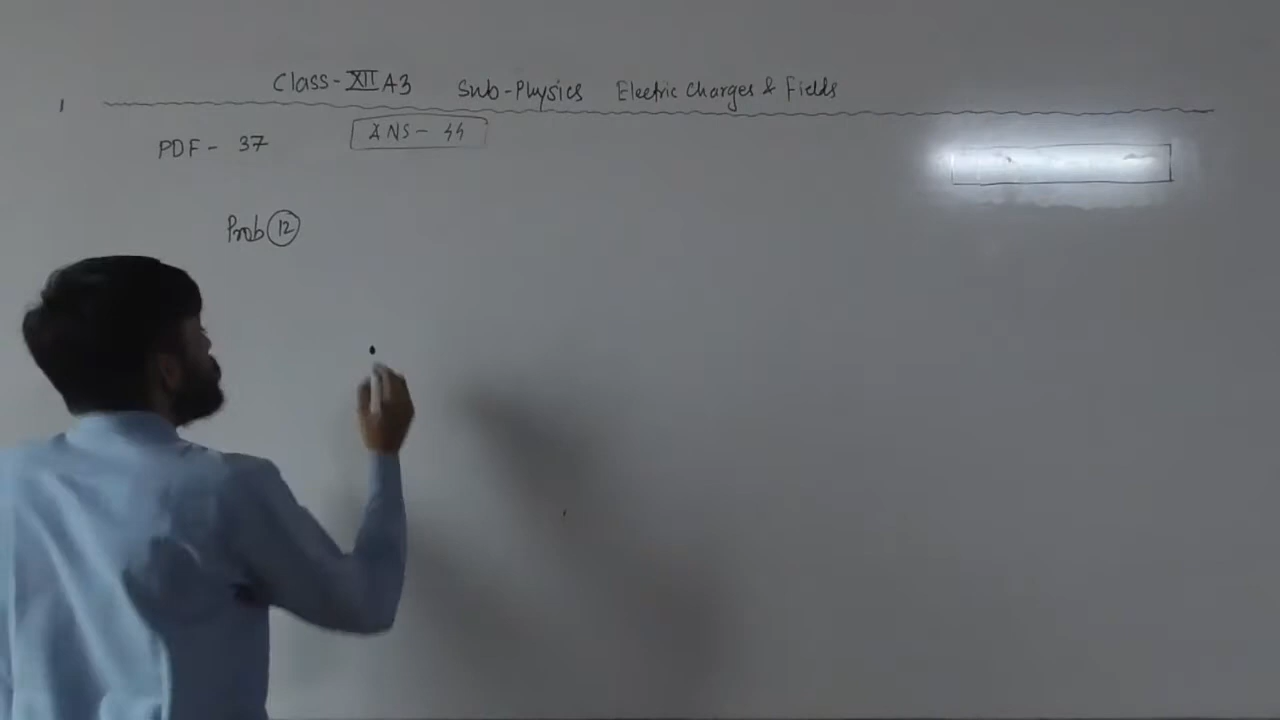 Class-XII A3 Sub-Physics Electric Charges & Fields
PDF - 37 ANS - 44
Prob 12